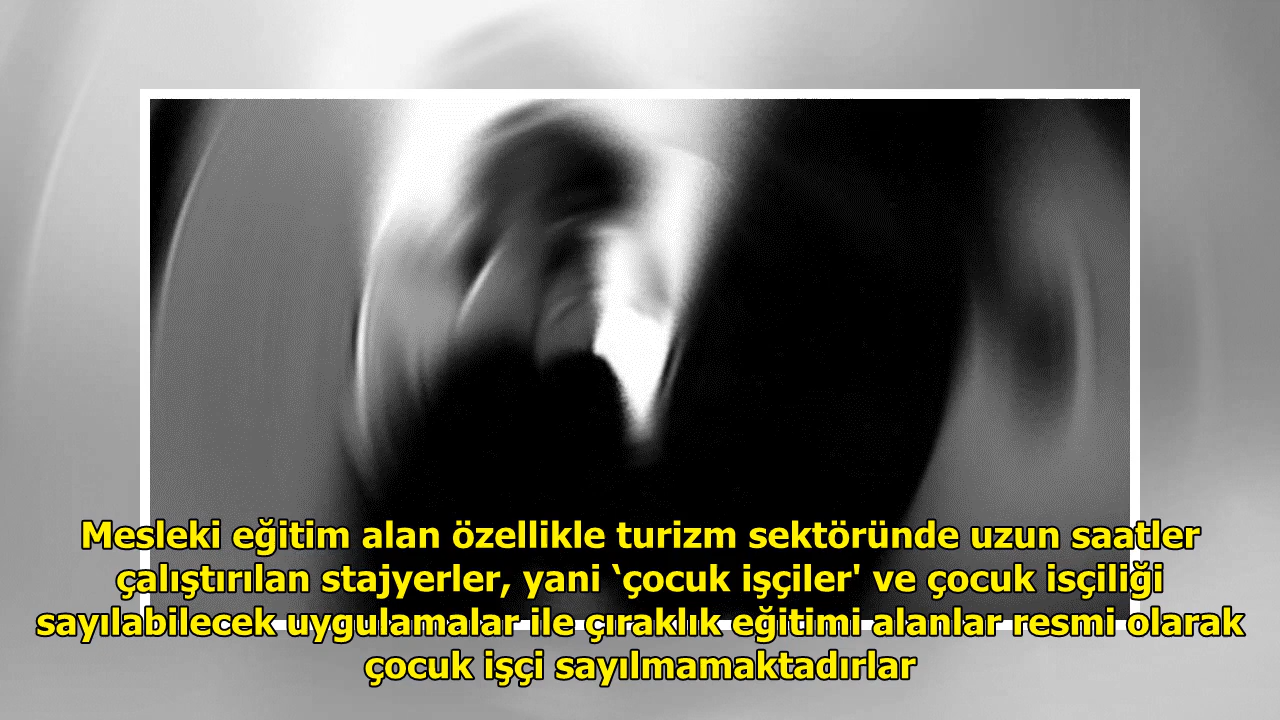 Mesleki eğitim alan özellikle turizm sektöründe uzun saatler
çalıştırılan stajyerler, yani ‘çocuk işçiler' ve çocuk isçiliği
sayılabilecek uygulamalar ile çıraklık eğitimi alanlar resmi olarak
çocuk işçi sayılmamaktadırlar